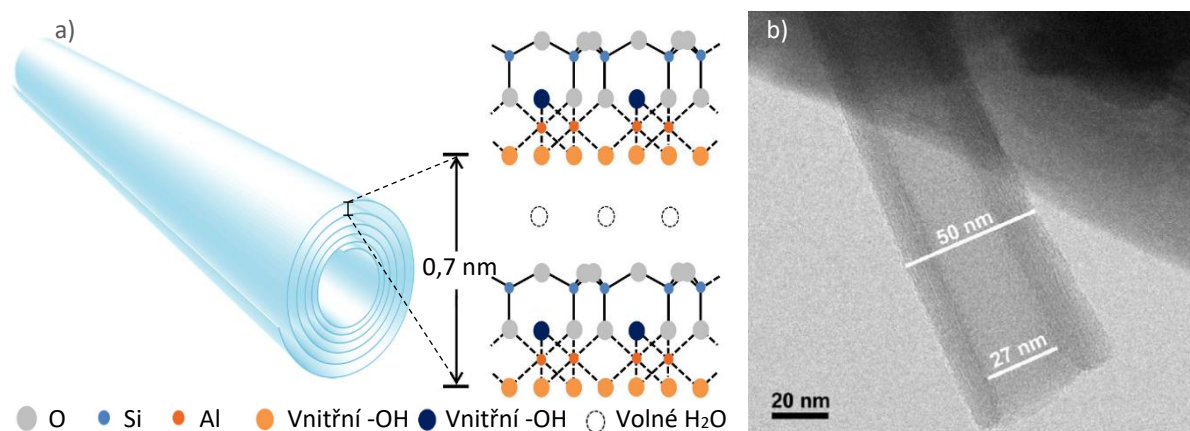 a)
0,7 nm
O Si Al Vnitřní -OH Vnitřní -OH Volné H₂O
b)
50 nm
27 nm
20 nm